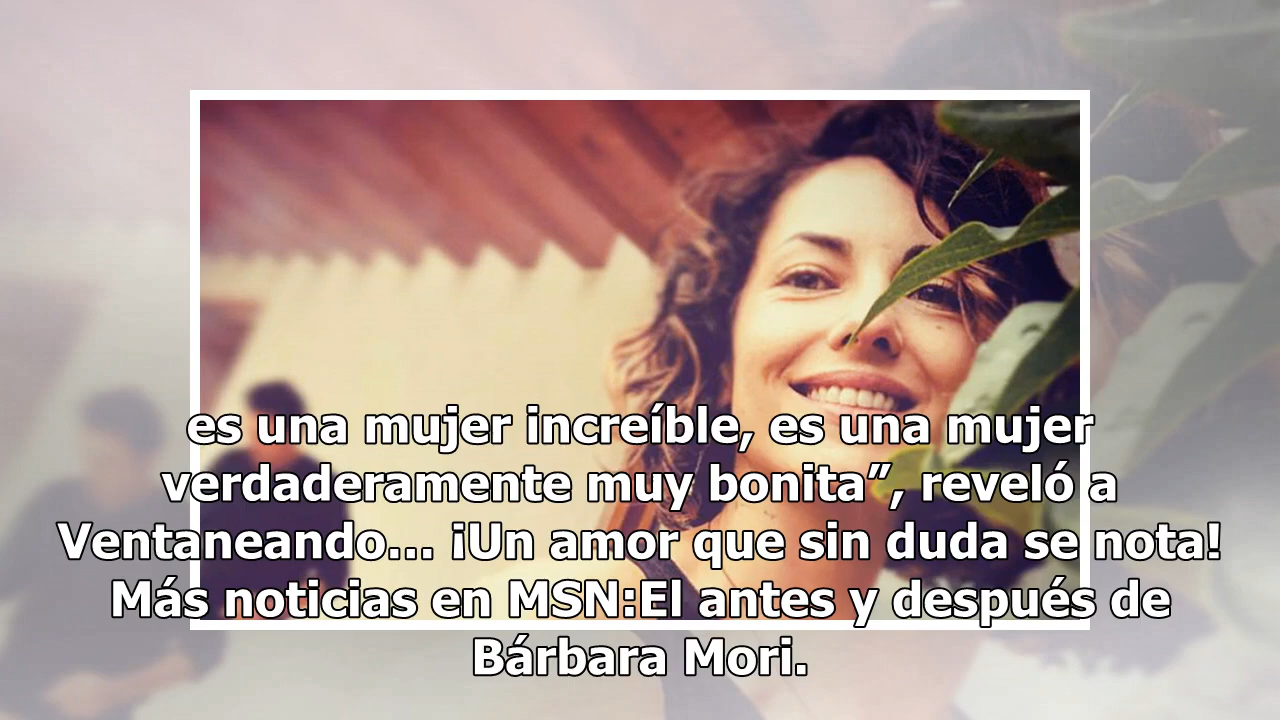 es una mujer increíble, es una mujer
verdaderamente muy bonita”, reveló a
Ventaneando... ¡Un amor que sin duda se nota!
Más noticias en MSN:El antes y después de
Bárbara Mori.